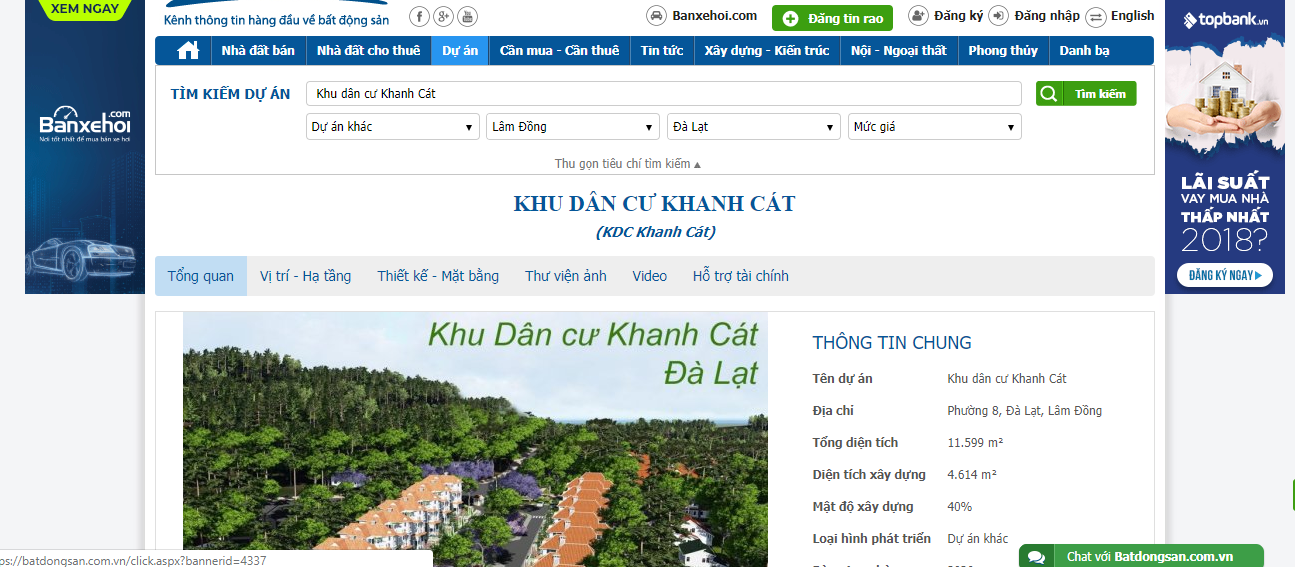 XEM NGAY
Kênh thông tin hàng đầu về bất động sản
Banxehoi.com
Đăng tin rao
Đăng ký
Đăng nhập
English
Nhà đất bán
Nhà đất cho thuê
Dự án
Cần mua - Cần thuê
Tin tức
Xây dựng - Kiến trúc
Nội - Ngoại thất
Phong thủy
Danh bạ
TÌM KIẾM DỰ ÁN
Khu dân cư Khanh Cát
Tìm kiếm
Dự án khác
Lâm Đồng
Đà Lạt
Mức giá
Thu gọn tiêu chí tìm kiếm ▲
Banxehoi.com
Nơi tốt nhất để mua bán xe hơi
topbank.vn
LÃI SUẤT
VAY MUA NHÀ
THẤP NHẤT
2018?
ĐĂNG KÝ NGAY
KHU DÂN CƯ KHANH CÁT
(KDC Khanh Cát)
Tổng quan
Vị trí - Hạ tầng
Thiết kế - Mặt bằng
Thư viện ảnh
Video
Hỗ trợ tài chính
Khu Dân cư Khanh Cát
Đà Lạt
THÔNG TIN CHUNG
Tên dự án Khu dân cư Khanh Cát
Địa chỉ Phường 8, Đà Lạt, Lâm Đồng
Tổng diện tích 11.599 m²
Diện tích xây dựng 4.614 m²
Mật độ xây dựng 40%
Loại hình phát triển Dự án khác
Chat với Batdongsan.com.vn
ps://batdongsan.com.vn/click.aspx?bannerid=4337